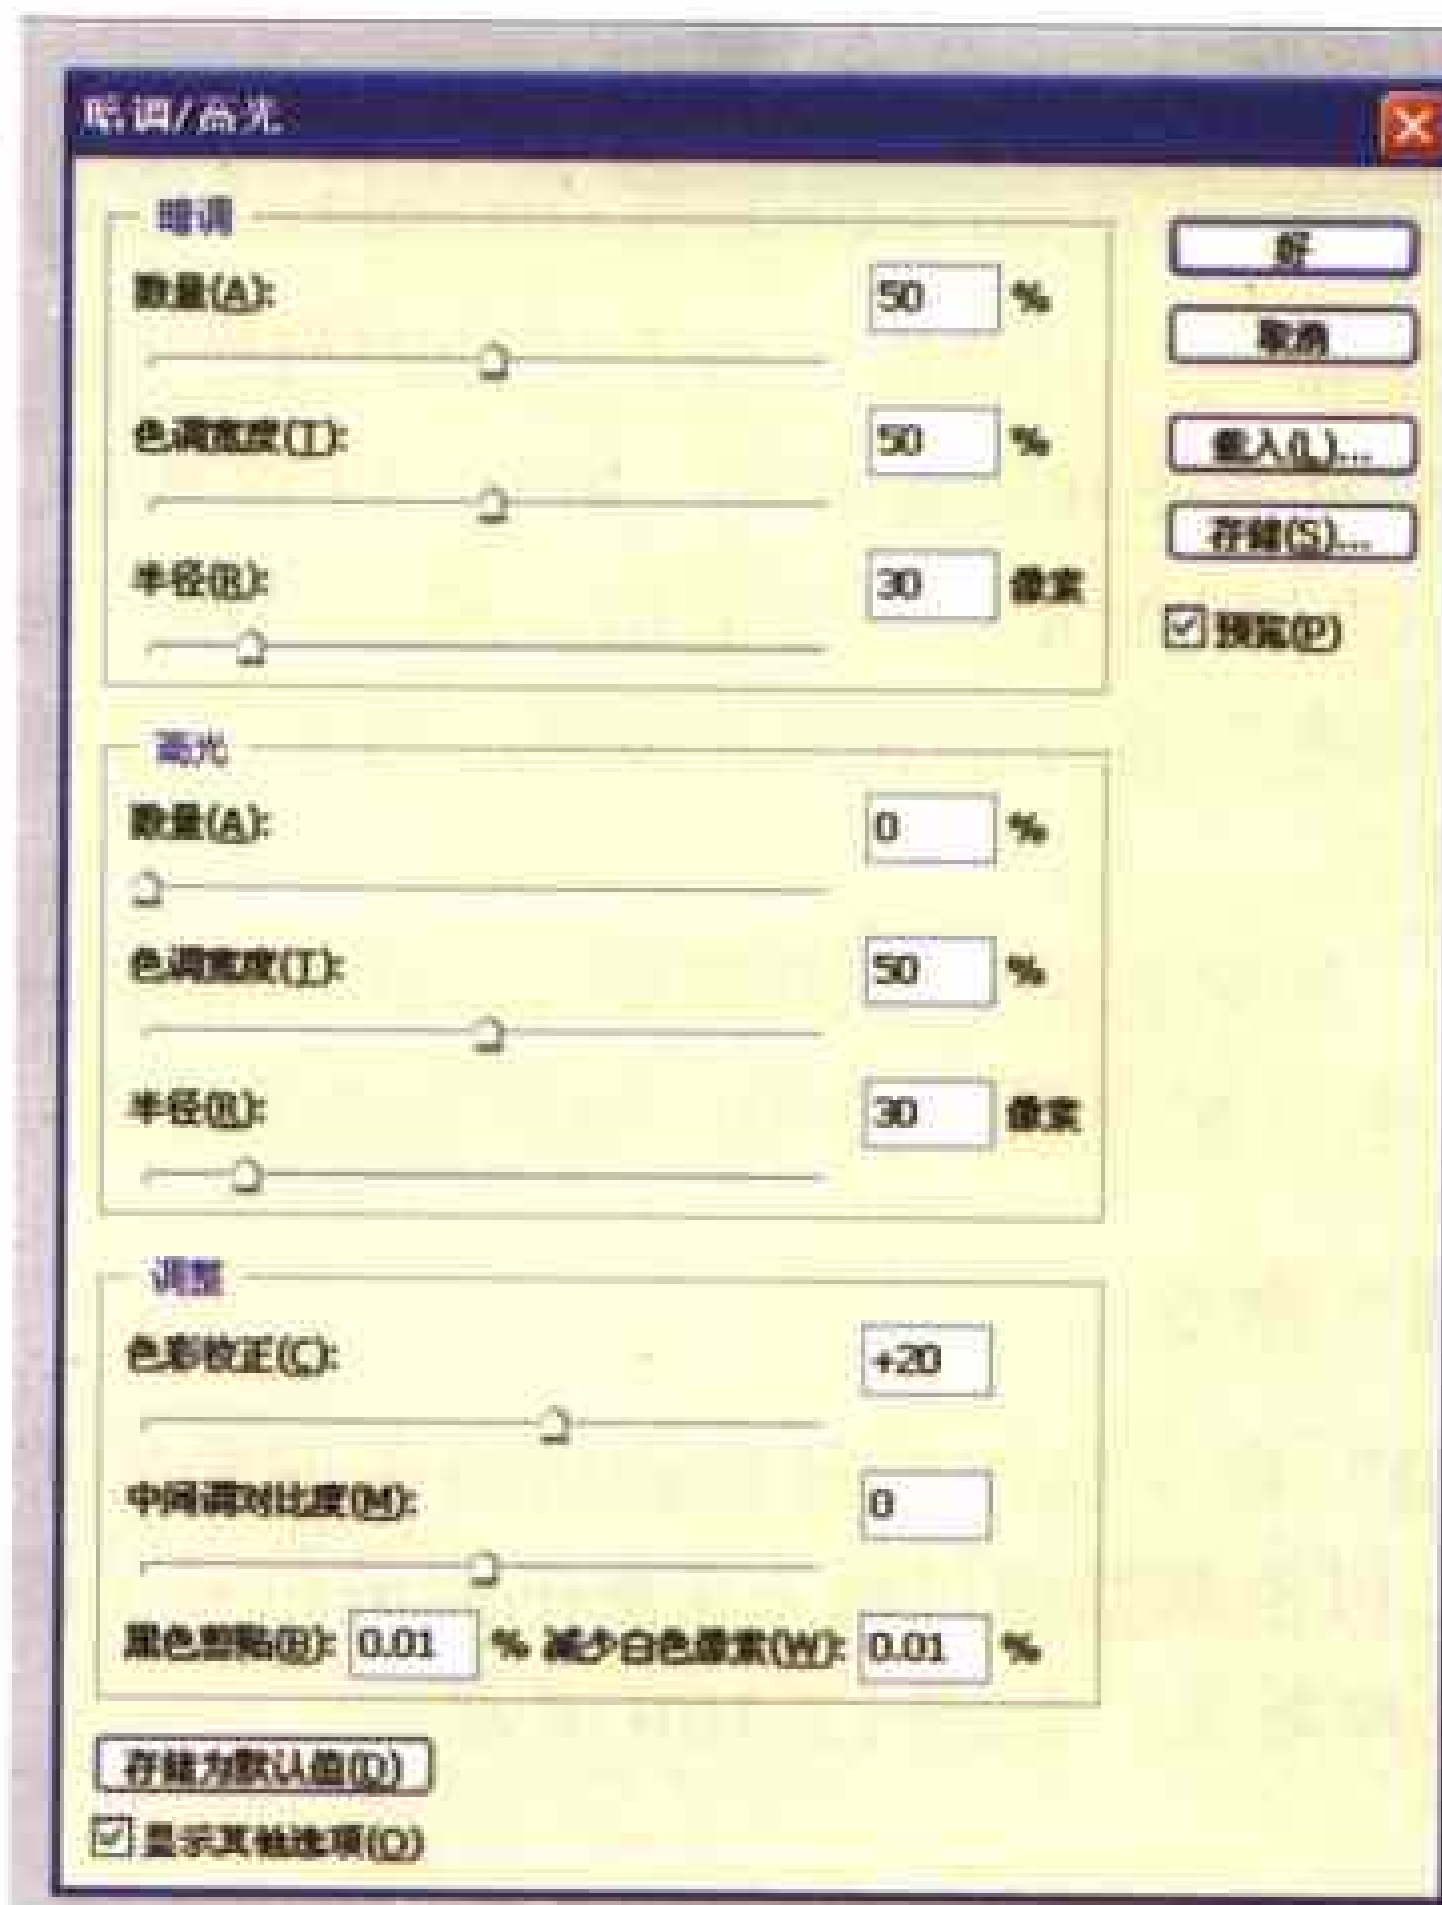 暗调/高光
暗调
数量(A): 50 %
色调宽度(T): 50 %
半径(R): 30 像素
好
取消
载入(L)...
存储(S)...
预览(P)
高光
数量(A): 0 %
色调宽度(T): 50 %
半径(R): 30 像素
调整
色彩校正(C): +20
中间调对比度(M): 0
黑色剪贴(B): 0.01 % 减少白色像素(W): 0.01 %
存储为默认值(D)
显示其他选项(O)